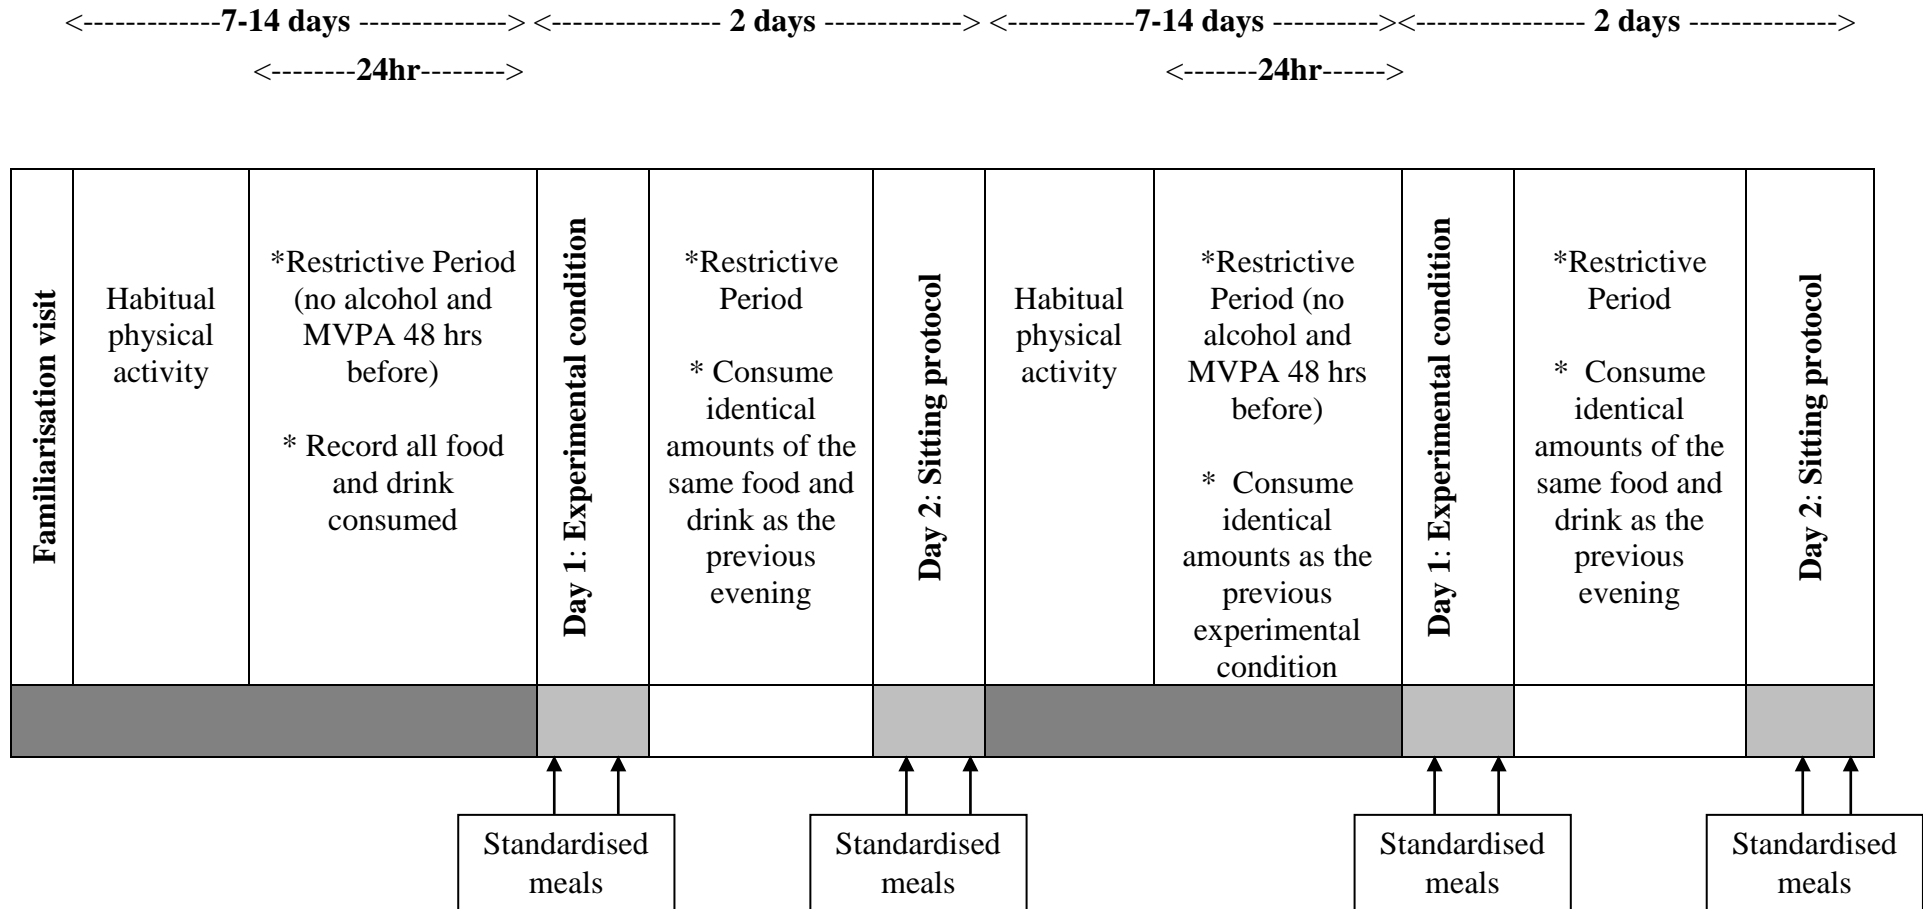 <------------7-14 days --------------> <---------------- 2 days -------------> <------------7-14 days ---------><--------------- 2 days ------------->
<--------24hr------->
<-------24hr------>
Familiarisation visit
Habitual
physical
activity
*Restrictive Period
(no alcohol and
MVPA 48 hrs
before)
* Record all food
and drink
consumed
Day 1: Experimental condition
*Restrictive
Period
* Consume
identical
amounts of the
same food and
drink as the
previous
evening
Day 2: Sitting protocol
Habitual
physical
activity
*Restrictive
Period (no
alcohol and
MVPA 48 hrs
before)
* Consume
identical
amounts as the
previous
experimental
condition
Day 1: Experimental condition
*Restrictive
Period
* Consume
identical
amounts of the
same food and
drink as the
previous
evening
Day 2: Sitting protocol
Standardised
meals
Standardised
meals
Standardised
meals
Standardised
meals